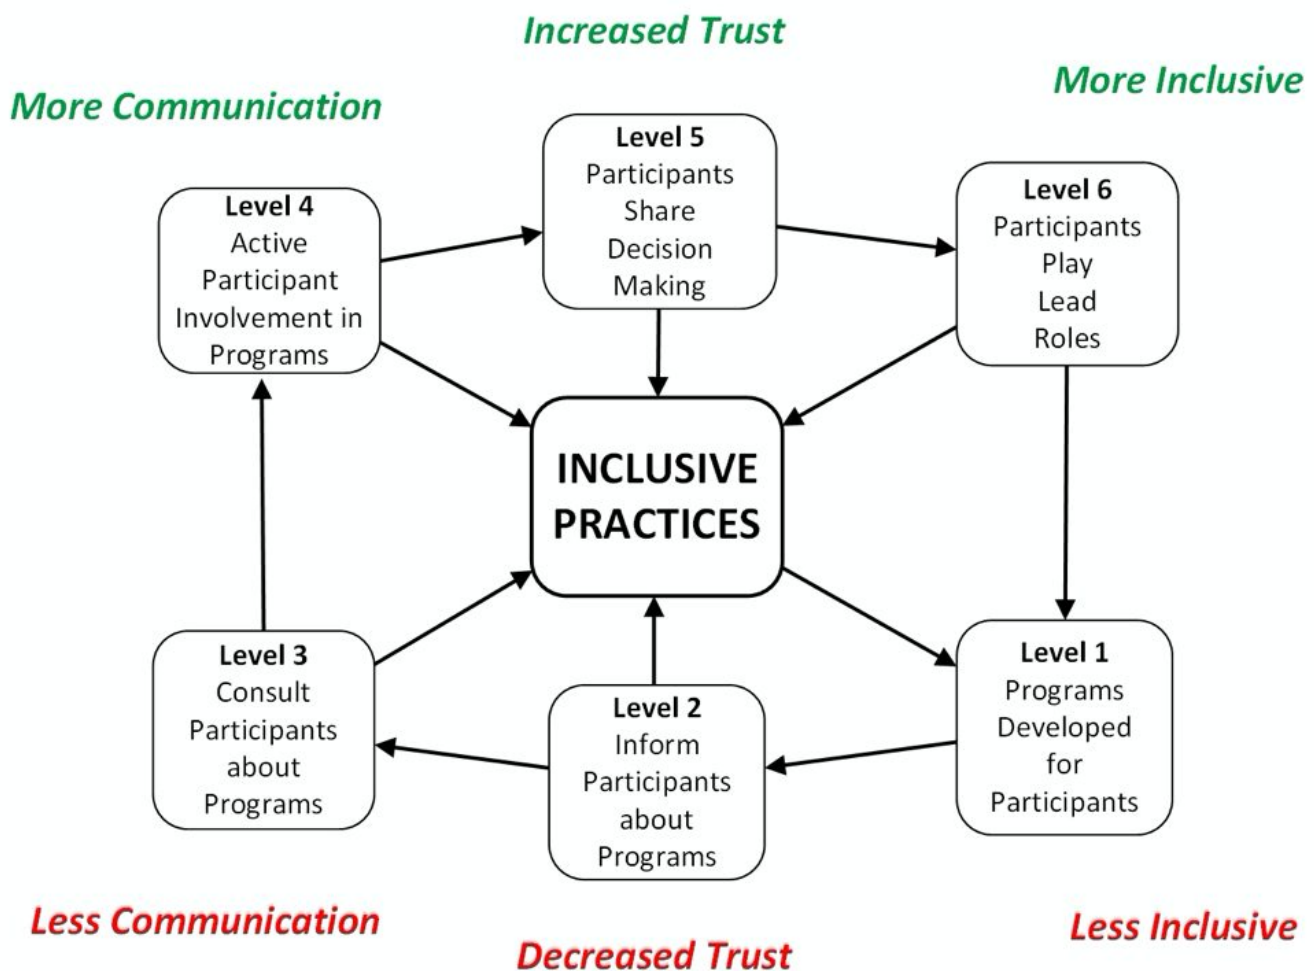 Increased Trust
More Inclusive
More Communication
Level 5
Participants
Share
Decision
Making
Level 6
Participants
Play
Lead
Roles
Level 4
Active
Participant
Involvement in
Programs
INCLUSIVE
PRACTICES
Level 3
Consult
Participants
about
Programs
Level 2
Inform
Participants
about
Programs
Level 1
Programs
Developed
for
Participants
Less Communication
Decreased Trust
Less Inclusive